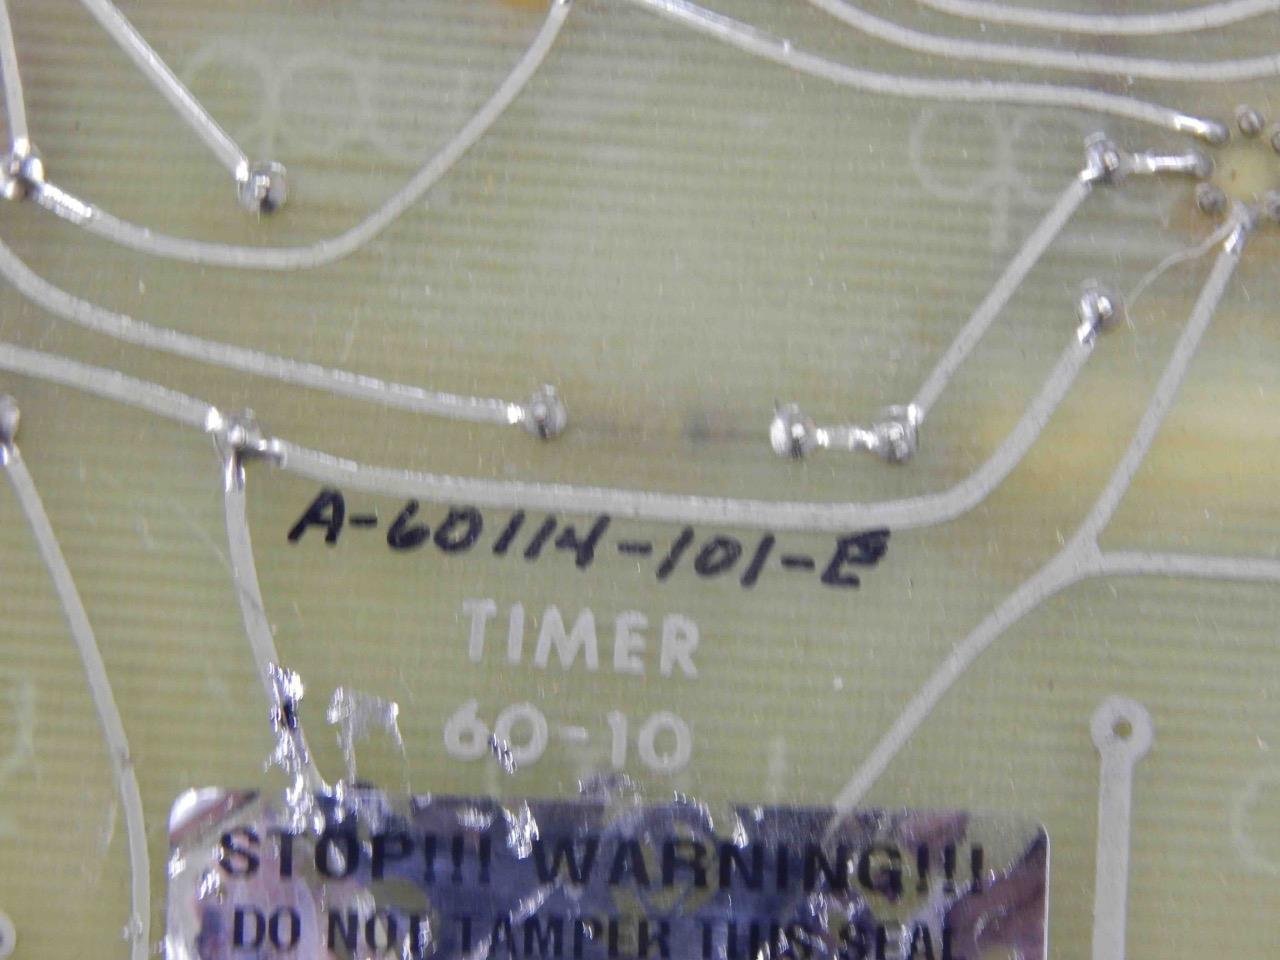 A-60114-101-E
TIMER
60-10
STOP!!! WARNING!!!
DO NOT TAMPER THIS SEAL